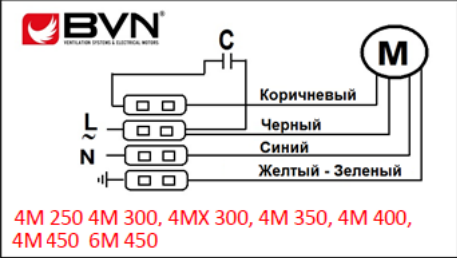 BVN®
VENTILATION SYSTEMS & ELECTRICAL MOTORS
C
M
Коричневый
L
~
Черный
Синий
N
Желтый - Зеленый
4M 250 4M 300, 4MX 300, 4M 350, 4M 400,
4M 450 6M 450